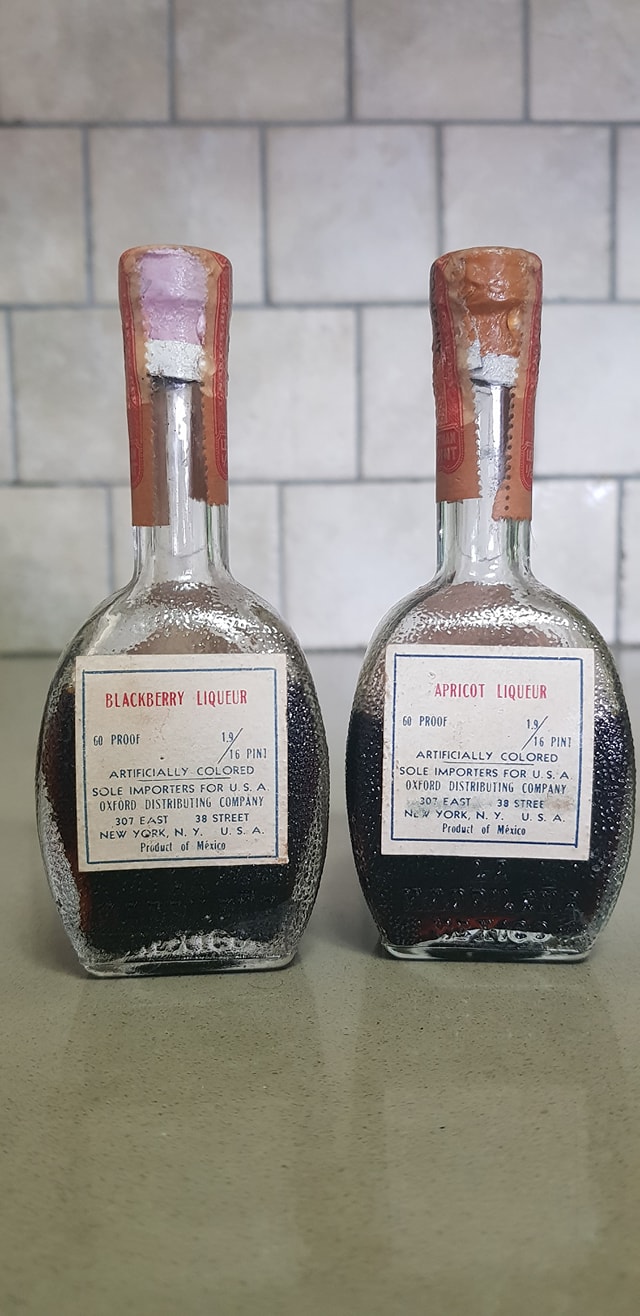 BLACKBERRY LIQUEUR
60 PROOF 1.9/16 PINT
ARTIFICIALLY COLORED
SOLE IMPORTERS FOR U.S.A.
OXFORD DISTRIBUTING COMPANY
307 EAST 38 STREET
NEW YORK, N.Y. U.S.A.
Product of México
APRICOT LIQUEUR
60 PROOF 1.9/16 PINT
ARTIFICIALLY COLORED
SOLE IMPORTERS FOR U.S.A.
OXFORD DISTRIBUTING COMPANY
307 EAST 38 STREE
NEW YORK, N.Y. U.S.A.
Product of México